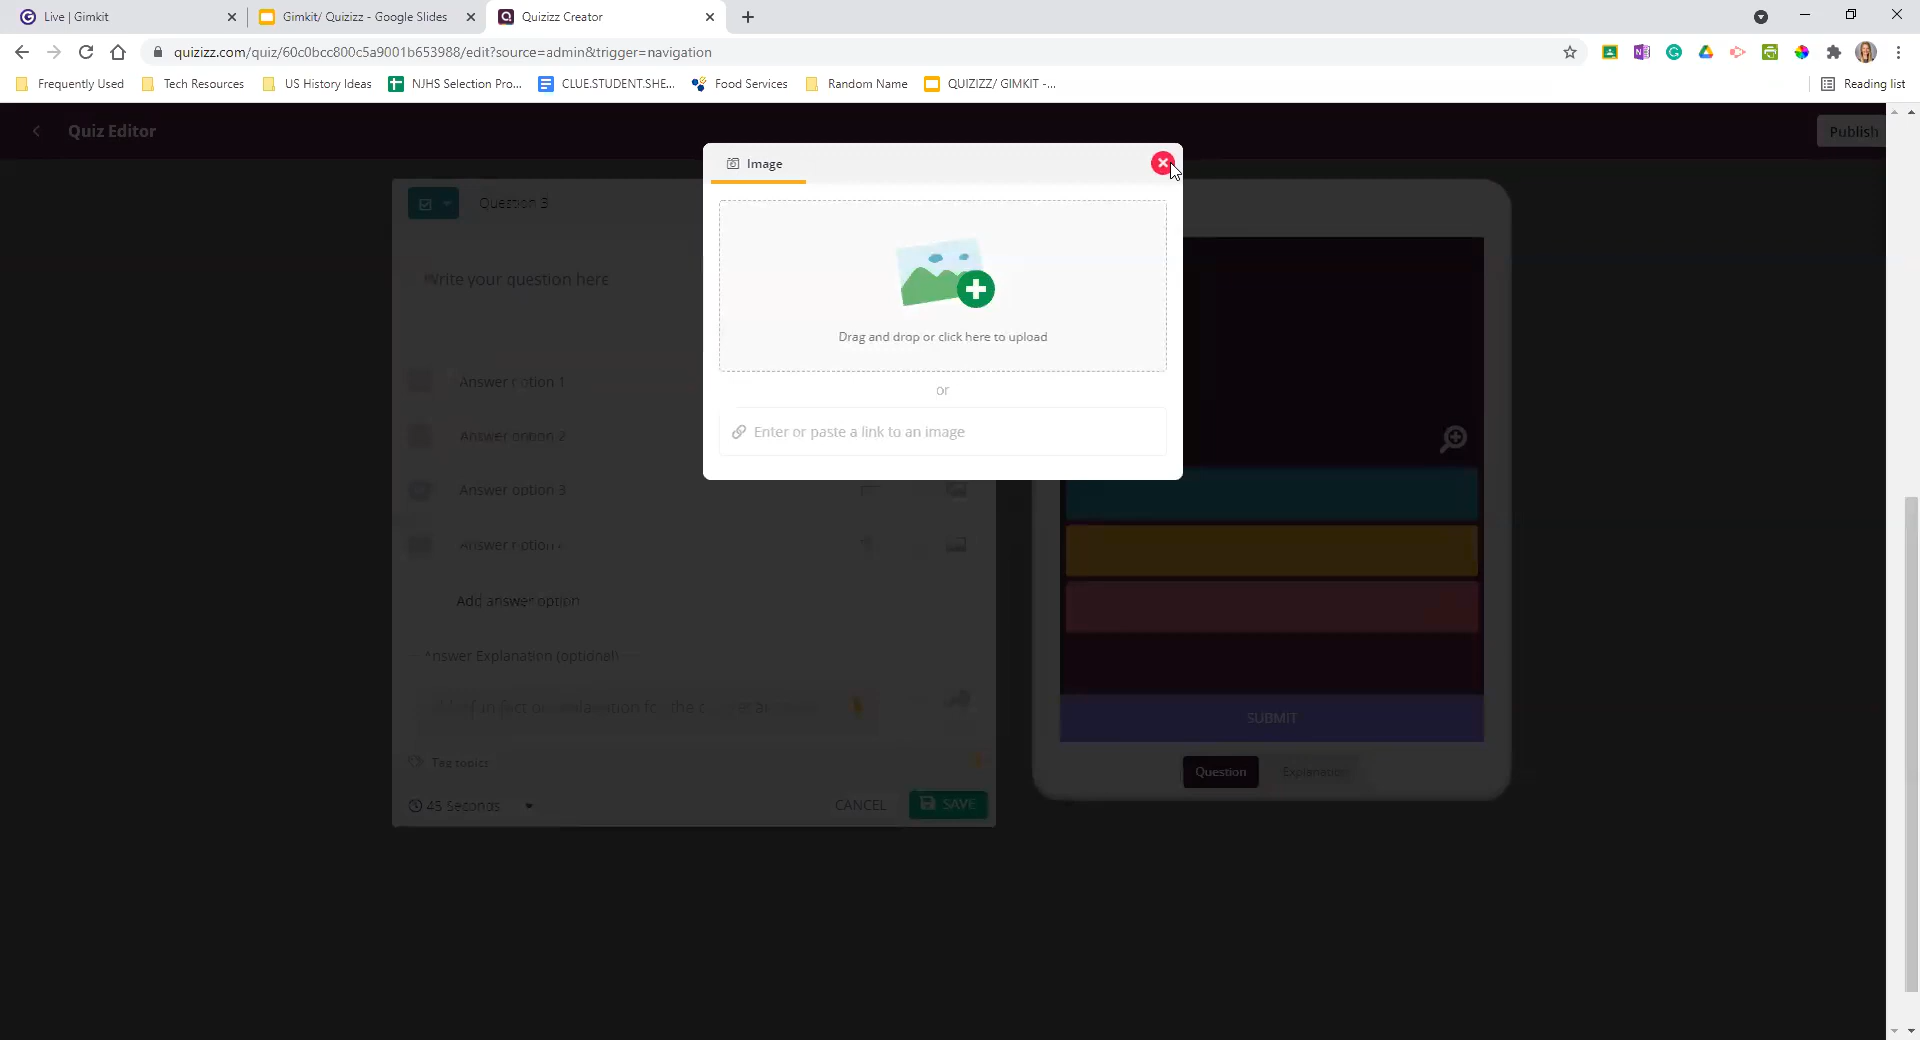 Live | Gimkit
Gimkit/ Quizizz - Google Slides
Quizizz Creator
quizizz.com/quiz/60c0bcc800c5a9001b653988/edit?source=admin&trigger=navigation
Frequently Used
Tech Resources
US History Ideas
NJHS Selection Pro...
CLUE.STUDENT.SHE...
Food Services
Random Name
QUIZIZZ/ GIMKIT -...
Reading list
Quiz Editor
Publish
Image
Question 3
Write your question here
Drag and drop or click here to upload
or
Enter or paste a link to an image
Answer option 1
Answer option 2
Answer option 3
Answer option
Add answer option
Answer Explanation (optional)
SUBMIT
Tag topics
Question
Explanation
45 Seconds
CANCEL
SAVE